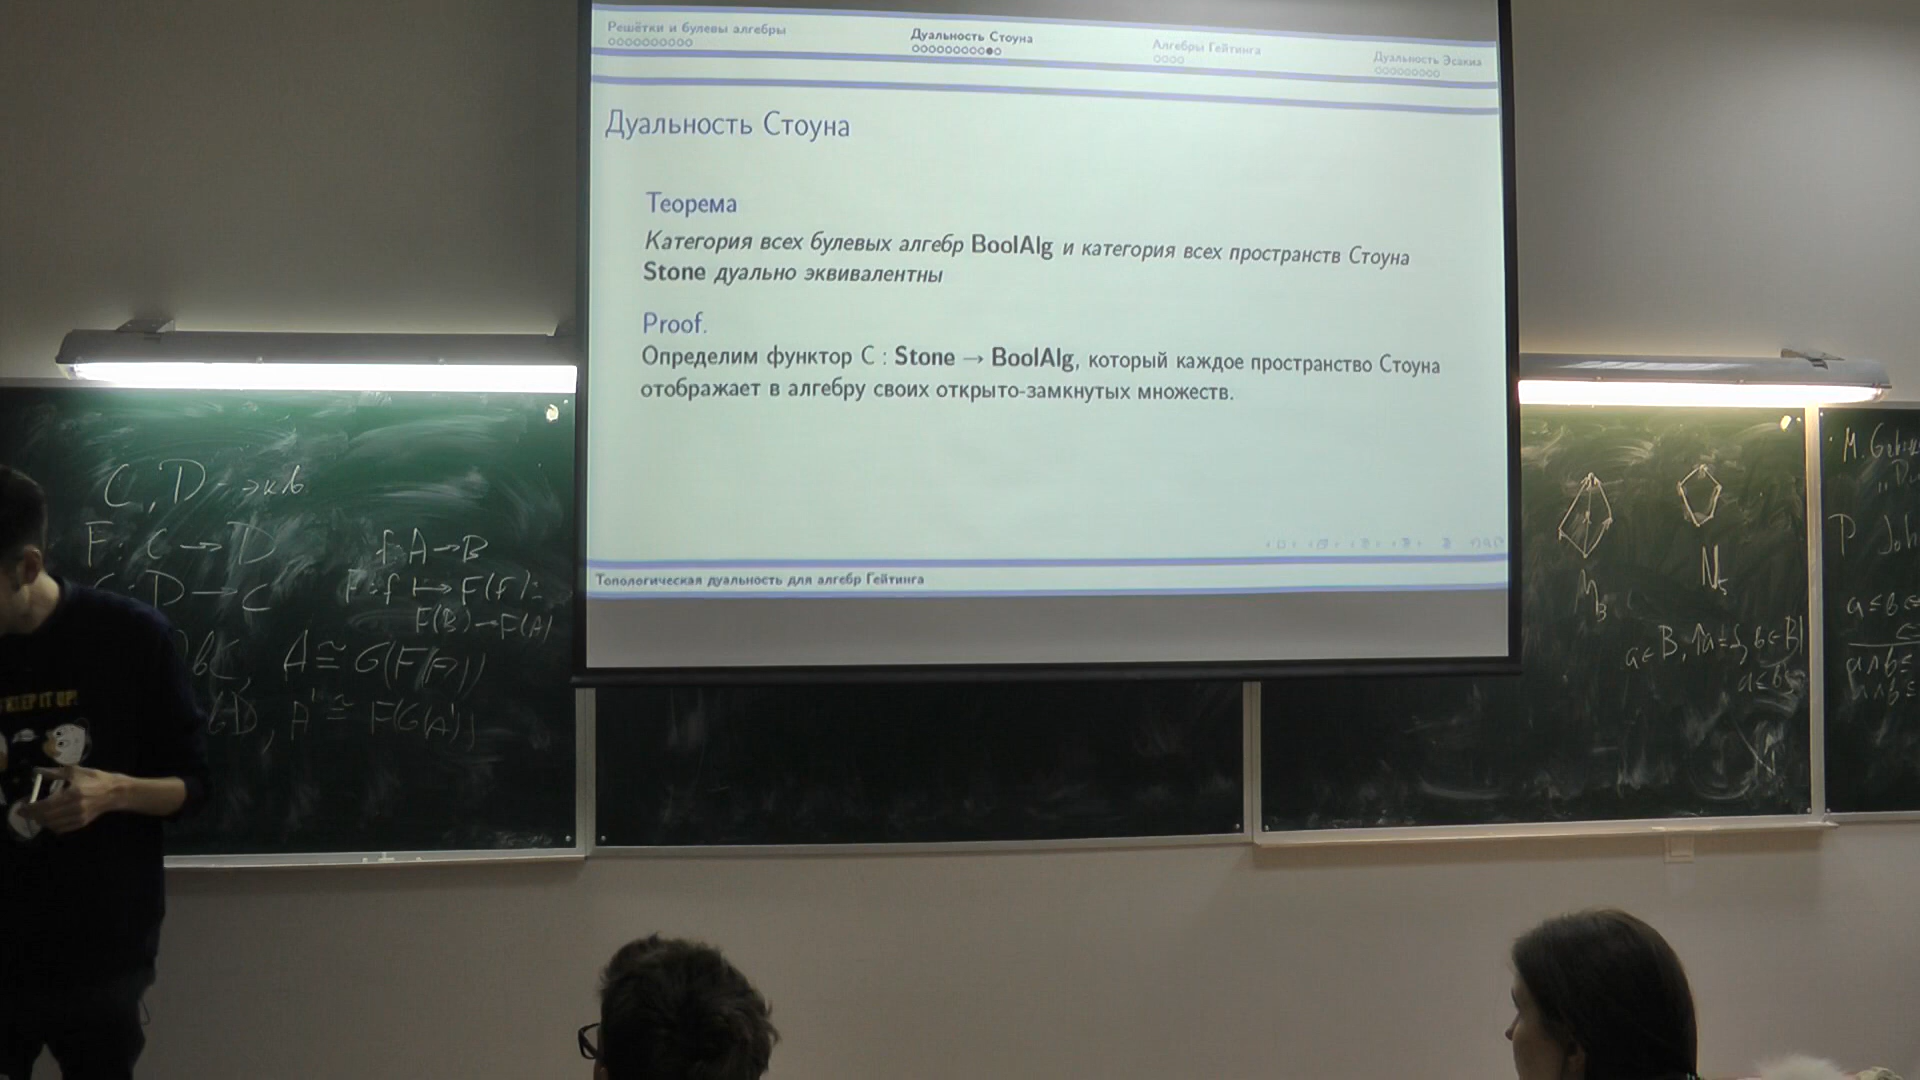 Решётки и булевы алгебры
Дуальность Стоуна
Алгебры Гейтинга
Дуальность Эсакиа
Дуальность Стоуна
Теорема
Категория всех булевых алгебр BoolAlg и категория всех пространств Стоуна
Stone дуально эквивалентны
Proof.
Определим функтор C : Stone → BoolAlg, который каждое пространство Стоуна
отображает в алгебру своих открыто-замкнутых множеств.
Топологическая дуальность для алгебр Гейтинга
C, D - экв.
F: C → D
: D → C
f: A → B
F: f ↦ F(f):
F(B) → F(A)
A ≅ G(F(A))
D, A' ≅ F(G(A'))
KEEP IT UP!
M3
N5
a ∈ B, ↑a = { b ∈ B |
a ≤ b }
M.
P. Joh
a ≤ b
a ∧ b =